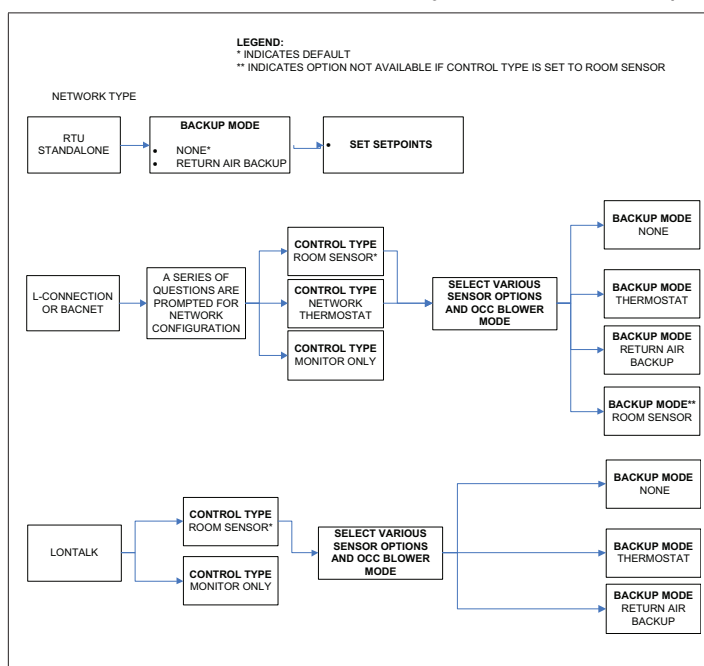 LEGEND:
* INDICATES DEFAULT
** INDICATES OPTION NOT AVAILABLE IF CONTROL TYPE IS SET TO ROOM SENSOR
NETWORK TYPE
RTU
STANDALONE
BACKUP MODE
• NONE*
• RETURN AIR BACKUP
• SET SETPOINTS
L-CONNECTION
OR BACNET
A SERIES OF
QUESTIONS ARE
PROMPTED FOR
NETWORK
CONFIGURATION
CONTROL TYPE
ROOM SENSOR*
CONTROL TYPE
NETWORK
THERMOSTAT
CONTROL TYPE
MONITOR ONLY
SELECT VARIOUS
SENSOR OPTIONS
AND OCC BLOWER
MODE
BACKUP MODE
NONE
BACKUP MODE
THERMOSTAT
BACKUP MODE
RETURN AIR
BACKUP
BACKUP MODE**
ROOM SENSOR
LONTALK
CONTROL TYPE
ROOM SENSOR*
CONTROL TYPE
MONITOR ONLY
SELECT VARIOUS
SENSOR OPTIONS
AND OCC BLOWER
MODE
BACKUP MODE
NONE
BACKUP MODE
THERMOSTAT
BACKUP MODE
RETURN AIR
BACKUP